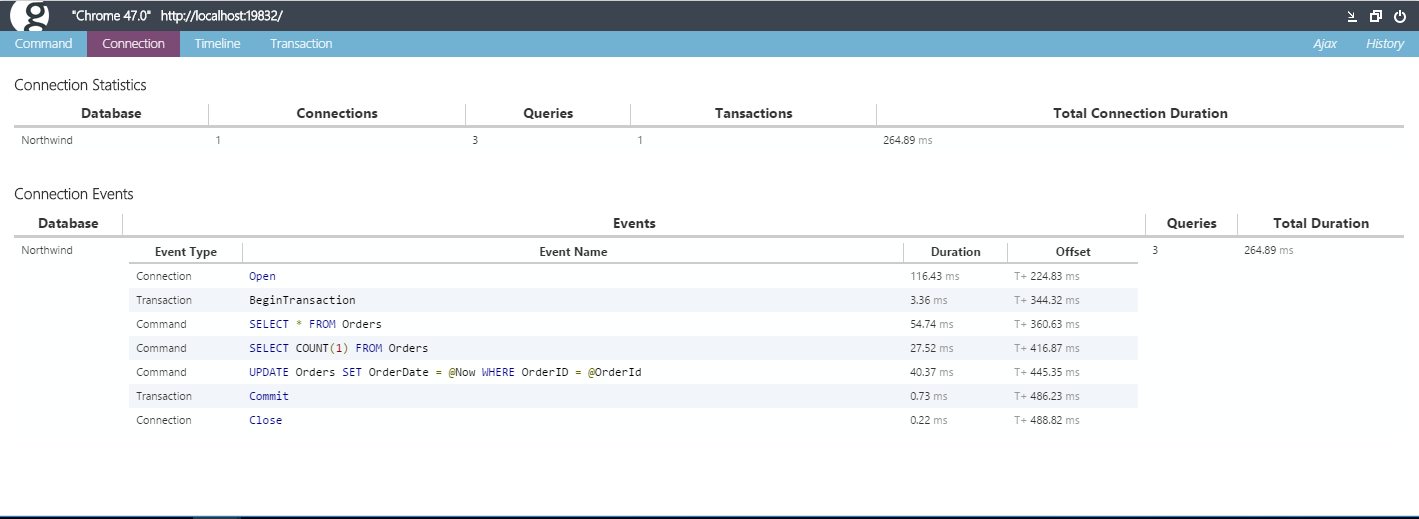 g "Chrome 47.0" http://localhost:19832/
Command Connection Timeline Transaction Ajax History
Connection Statistics
Database Connections Queries Tansactions Total Connection Duration
Northwind 1 3 1 264.89 ms
Connection Events
Database Events Queries Total Duration
Northwind Event Type Event Name Duration Offset 3 264.89 ms
Connection Open 116.43 ms T+ 224.83 ms
Transaction BeginTransaction 3.36 ms T+ 344.32 ms
Command SELECT * FROM Orders 54.74 ms T+ 360.63 ms
Command SELECT COUNT(1) FROM Orders 27.52 ms T+ 416.87 ms
Command UPDATE Orders SET OrderDate = @Now WHERE OrderID = @OrderId 40.37 ms T+ 445.35 ms
Transaction Commit 0.73 ms T+ 486.23 ms
Connection Close 0.22 ms T+ 488.82 ms